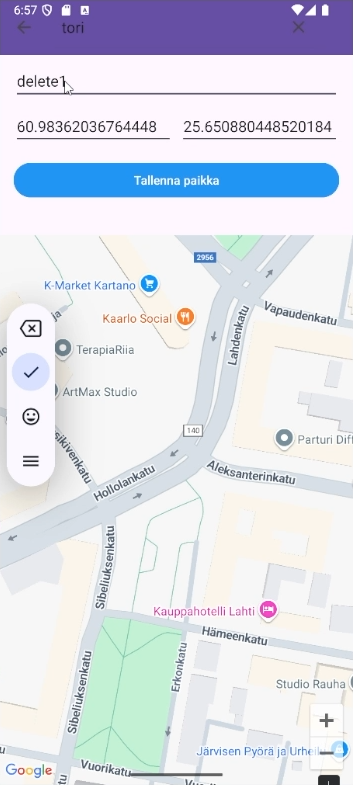 6:57
tori
delete1
60.98362036764448
25.650880448520184
Tallenna paikka
2956
K-Market Kartano
Vapaudenkatu
Kaarlo Social
Lahdenkatu
TerapiaRiia
ArtMax Studio
140
Parturi Diff
Hollolankatu
Aleksanterinkatu
Sibeliuksenkatu
Kauppahotelli Lahti
Hämeenkatu
Erkonkatu
Sibeliuksenkatu
Studio Rauha
Järvisen Pyörä ja Urheil
Vuorikatu
Vuorikatu
Google